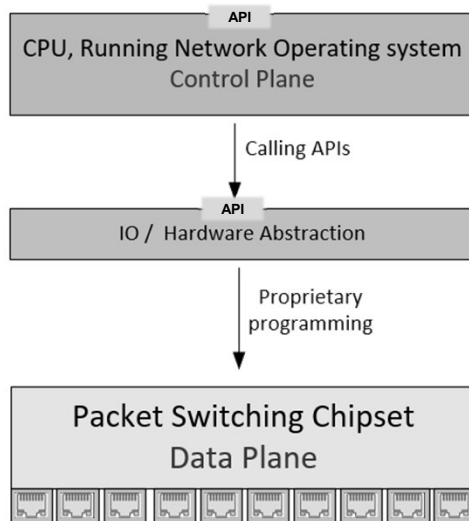 API
CPU, Running Network Operating system
Control Plane
Calling APIs
API
IO / Hardware Abstraction
Proprietary
programming
Packet Switching Chipset
Data Plane